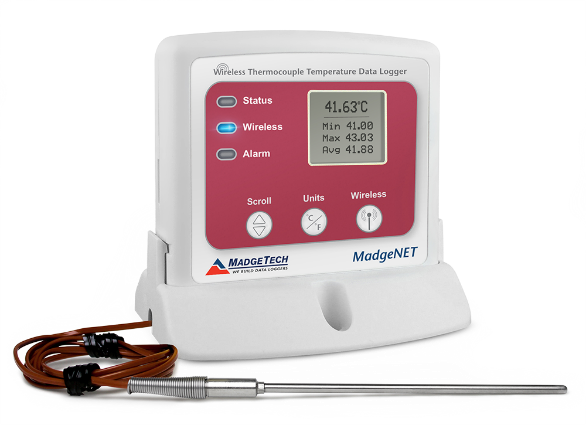 Wireless Thermocouple Temperature Data Logger
Status
Wireless
Alarm
41.63°C
Min 41.00
Max 43.03
Avg 41.88
Scroll
Units
Wireless
°C
°F
MADGETECH
WE BUILD DATA LOGGERS
MadgeNET